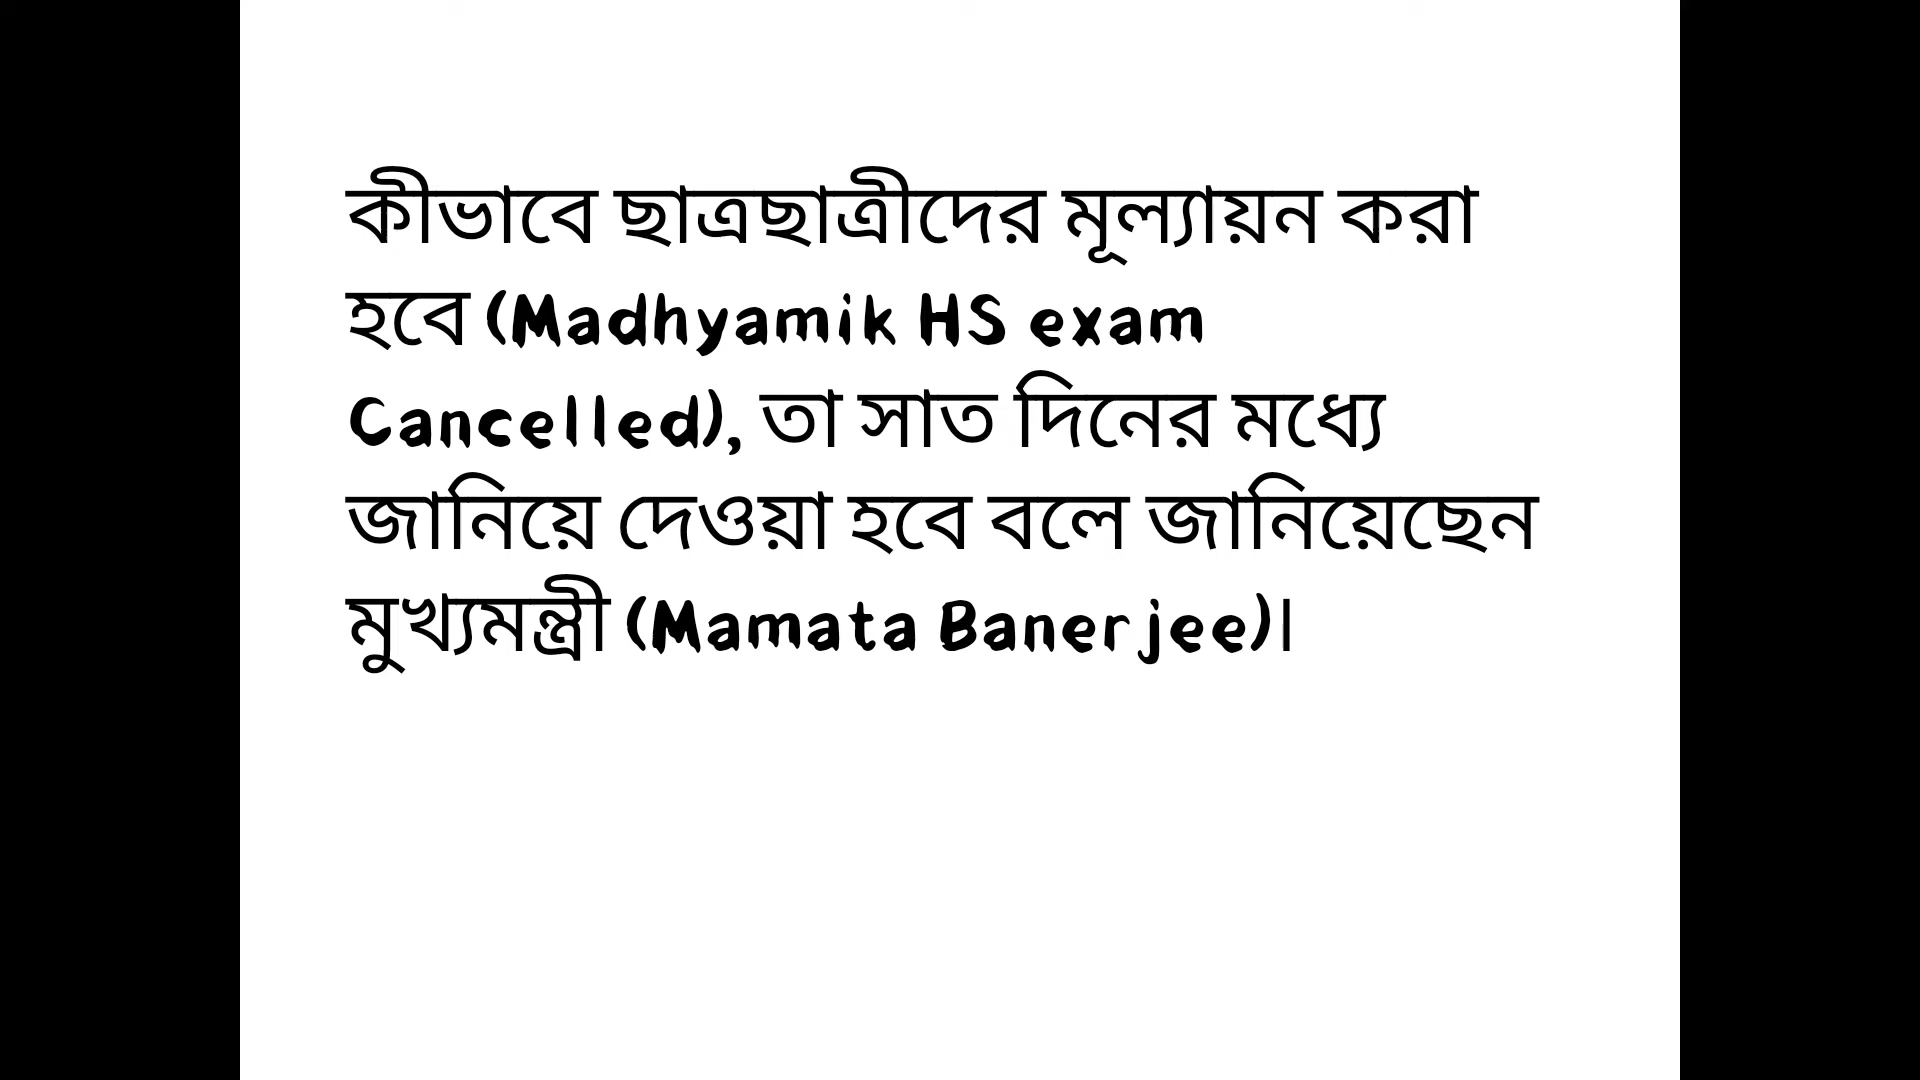 কীভাবে ছাত্রছাত্রীদের মূল্যায়ন করা
হবে (Madhyamik HS exam
Cancelled), তা সাত দিনের মধ্যে
জানিয়ে দেওয়া হবে বলে জানিয়েছেন
মুখ্যমন্ত্রী (Mamata Banerjee)।